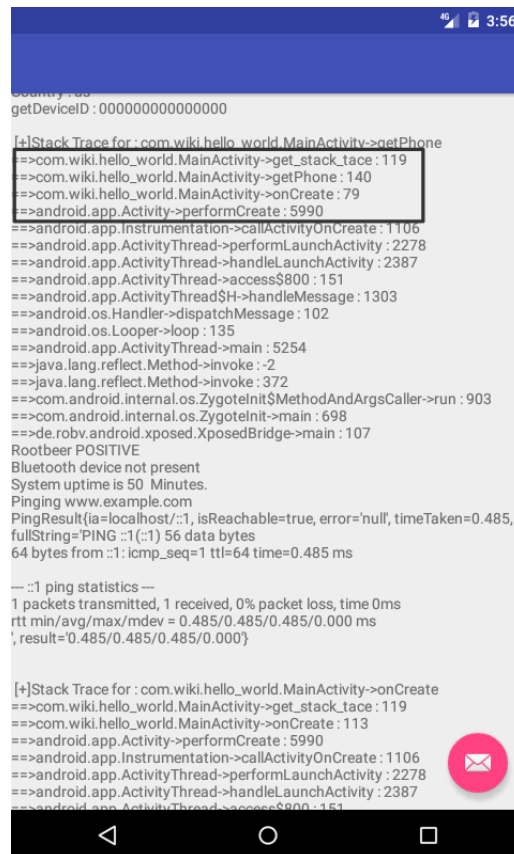 4G 3:56
Country : us
getDeviceID : 000000000000000
[+]Stack Trace for : com.wiki.hello_world.MainActivity->getPhone
==>com.wiki.hello_world.MainActivity->get_stack_tace : 119
==>com.wiki.hello_world.MainActivity->getPhone : 140
==>com.wiki.hello_world.MainActivity->onCreate : 79
==>android.app.Activity->performCreate : 5990
==>android.app.Instrumentation->callActivityOnCreate : 1106
==>android.app.ActivityThread->performLaunchActivity : 2278
==>android.app.ActivityThread->handleLaunchActivity : 2387
==>android.app.ActivityThread->access$800 : 151
==>android.app.ActivityThread$H->handleMessage : 1303
==>android.os.Handler->dispatchMessage : 102
==>android.os.Looper->loop : 135
==>android.app.ActivityThread->main : 5254
==>java.lang.reflect.Method->invoke : -2
==>java.lang.reflect.Method->invoke : 372
==>com.android.internal.os.ZygoteInit$MethodAndArgsCaller->run : 903
==>com.android.internal.os.ZygoteInit->main : 698
==>de.robv.android.xposed.XposedBridge->main : 107
Rootbeer POSITIVE
Bluetooth device not present
System uptime is 50 Minutes.
Pinging www.example.com
PingResult{ia=localhost/::1, isReachable=true, error='null', timeTaken=0.485,
fullString='PING ::1(::1) 56 data bytes
64 bytes from ::1: icmp_seq=1 ttl=64 time=0.485 ms
--- ::1 ping statistics ---
1 packets transmitted, 1 received, 0% packet loss, time 0ms
rtt min/avg/max/mdev = 0.485/0.485/0.485/0.000 ms
', result='0.485/0.485/0.485/0.000'}
[+]Stack Trace for : com.wiki.hello_world.MainActivity->onCreate
==>com.wiki.hello_world.MainActivity->get_stack_tace : 119
==>com.wiki.hello_world.MainActivity->onCreate : 113
==>android.app.Activity->performCreate : 5990
==>android.app.Instrumentation->callActivityOnCreate : 1106
==>android.app.ActivityThread->performLaunchActivity : 2278
==>android.app.ActivityThread->handleLaunchActivity : 2387
==>android.app.ActivityThread->access$800 : 151